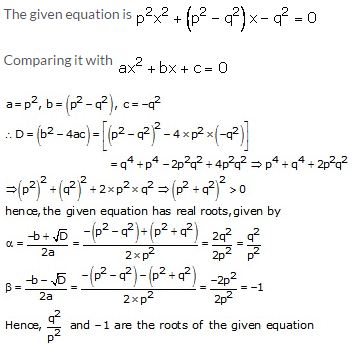 The given equation is p²x² + (p² – q²) x – q² = 0
Comparing it with ax² + bx + c = 0
a = p², b = (p² – q²), c = –q²
∴ D = (b² – 4ac) = [(p² – q²)² – 4 × p² × (–q²)]
= q⁴ + p⁴ – 2p²q² + 4p²q² ⇒ p⁴ + q⁴ + 2p²q²
⇒ (p²)² + (q²)² + 2 × p² × q² ⇒ (p² + q²)² > 0
hence, the given equation has real roots, given by
α = (–b + √D)/2a = (–(p² – q²) + (p² + q²))/(2 × p²) = 2q²/2p² = q²/p²
β = (–b – √D)/2a = (–(p² – q²) – (p² + q²))/(2 × p²) = –2p²/2p² = –1
Hence, q²/p² and –1 are the roots of the given equation